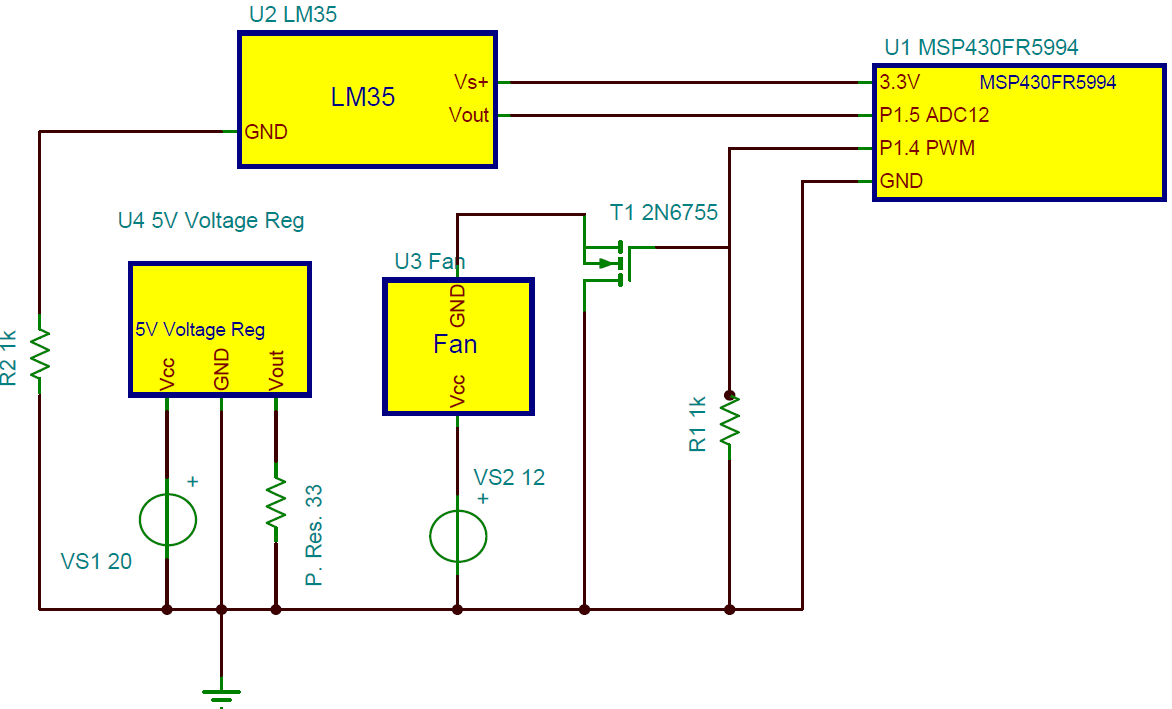 U2 LM35
LM35
Vs+
Vout
GND
U1 MSP430FR5994
MSP430FR5994
3.3V
P1.5 ADC12
P1.4 PWM
GND
U4 5V Voltage Reg
5V Voltage Reg
Vcc
GND
Vout
U3 Fan
GND
Fan
Vcc
T1 2N6755
R2 1k
R1 1k
VS1 20
+
P. Res. 33
VS2 12
+